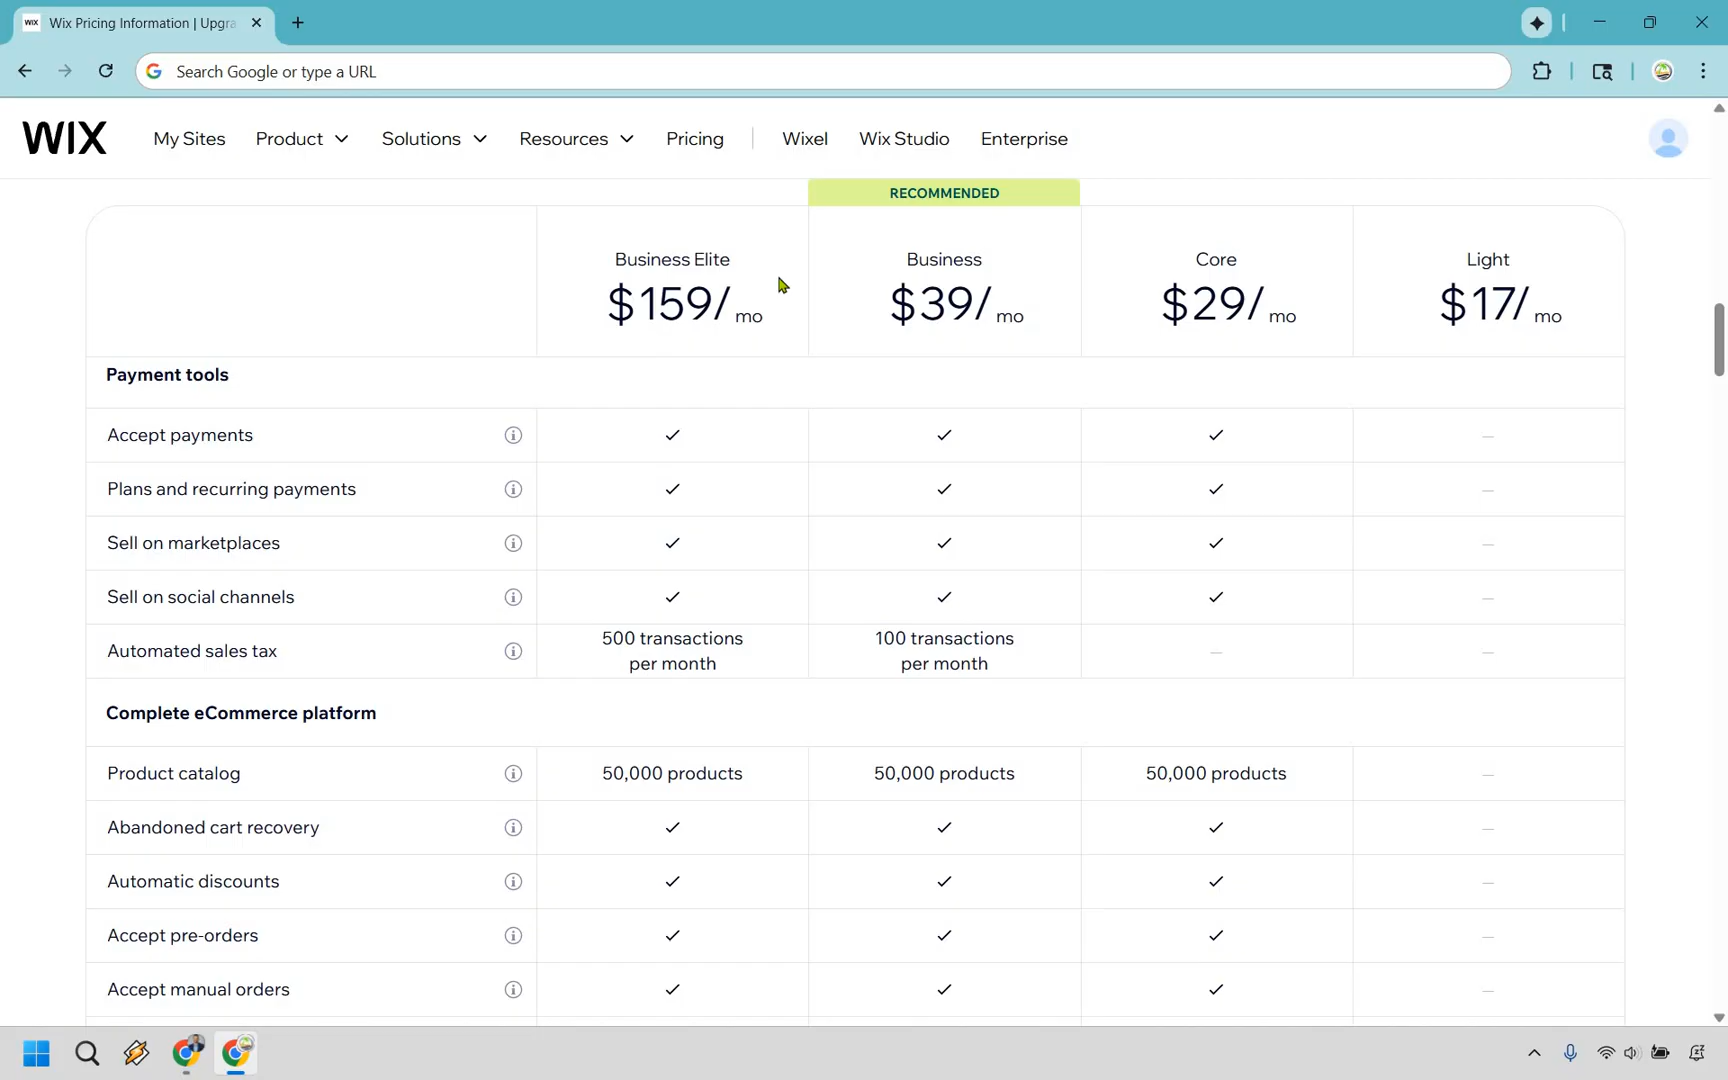 WIX
Wix Pricing Information | Upgra
Search Google or type a URL
WIX
My Sites
Product
Solutions
Resources
Pricing
Wixel
Wix Studio
Enterprise
RECOMMENDED
Business Elite
Business
Core
Light
$159/ mo
$39/ mo
$29/ mo
$17/ mo
Payment tools
Accept payments
Plans and recurring payments
Sell on marketplaces
Sell on social channels
Automated sales tax
500 transactions
per month
100 transactions
per month
Complete eCommerce platform
Product catalog
50,000 products
50,000 products
50,000 products
Abandoned cart recovery
Automatic discounts
Accept pre-orders
Accept manual orders